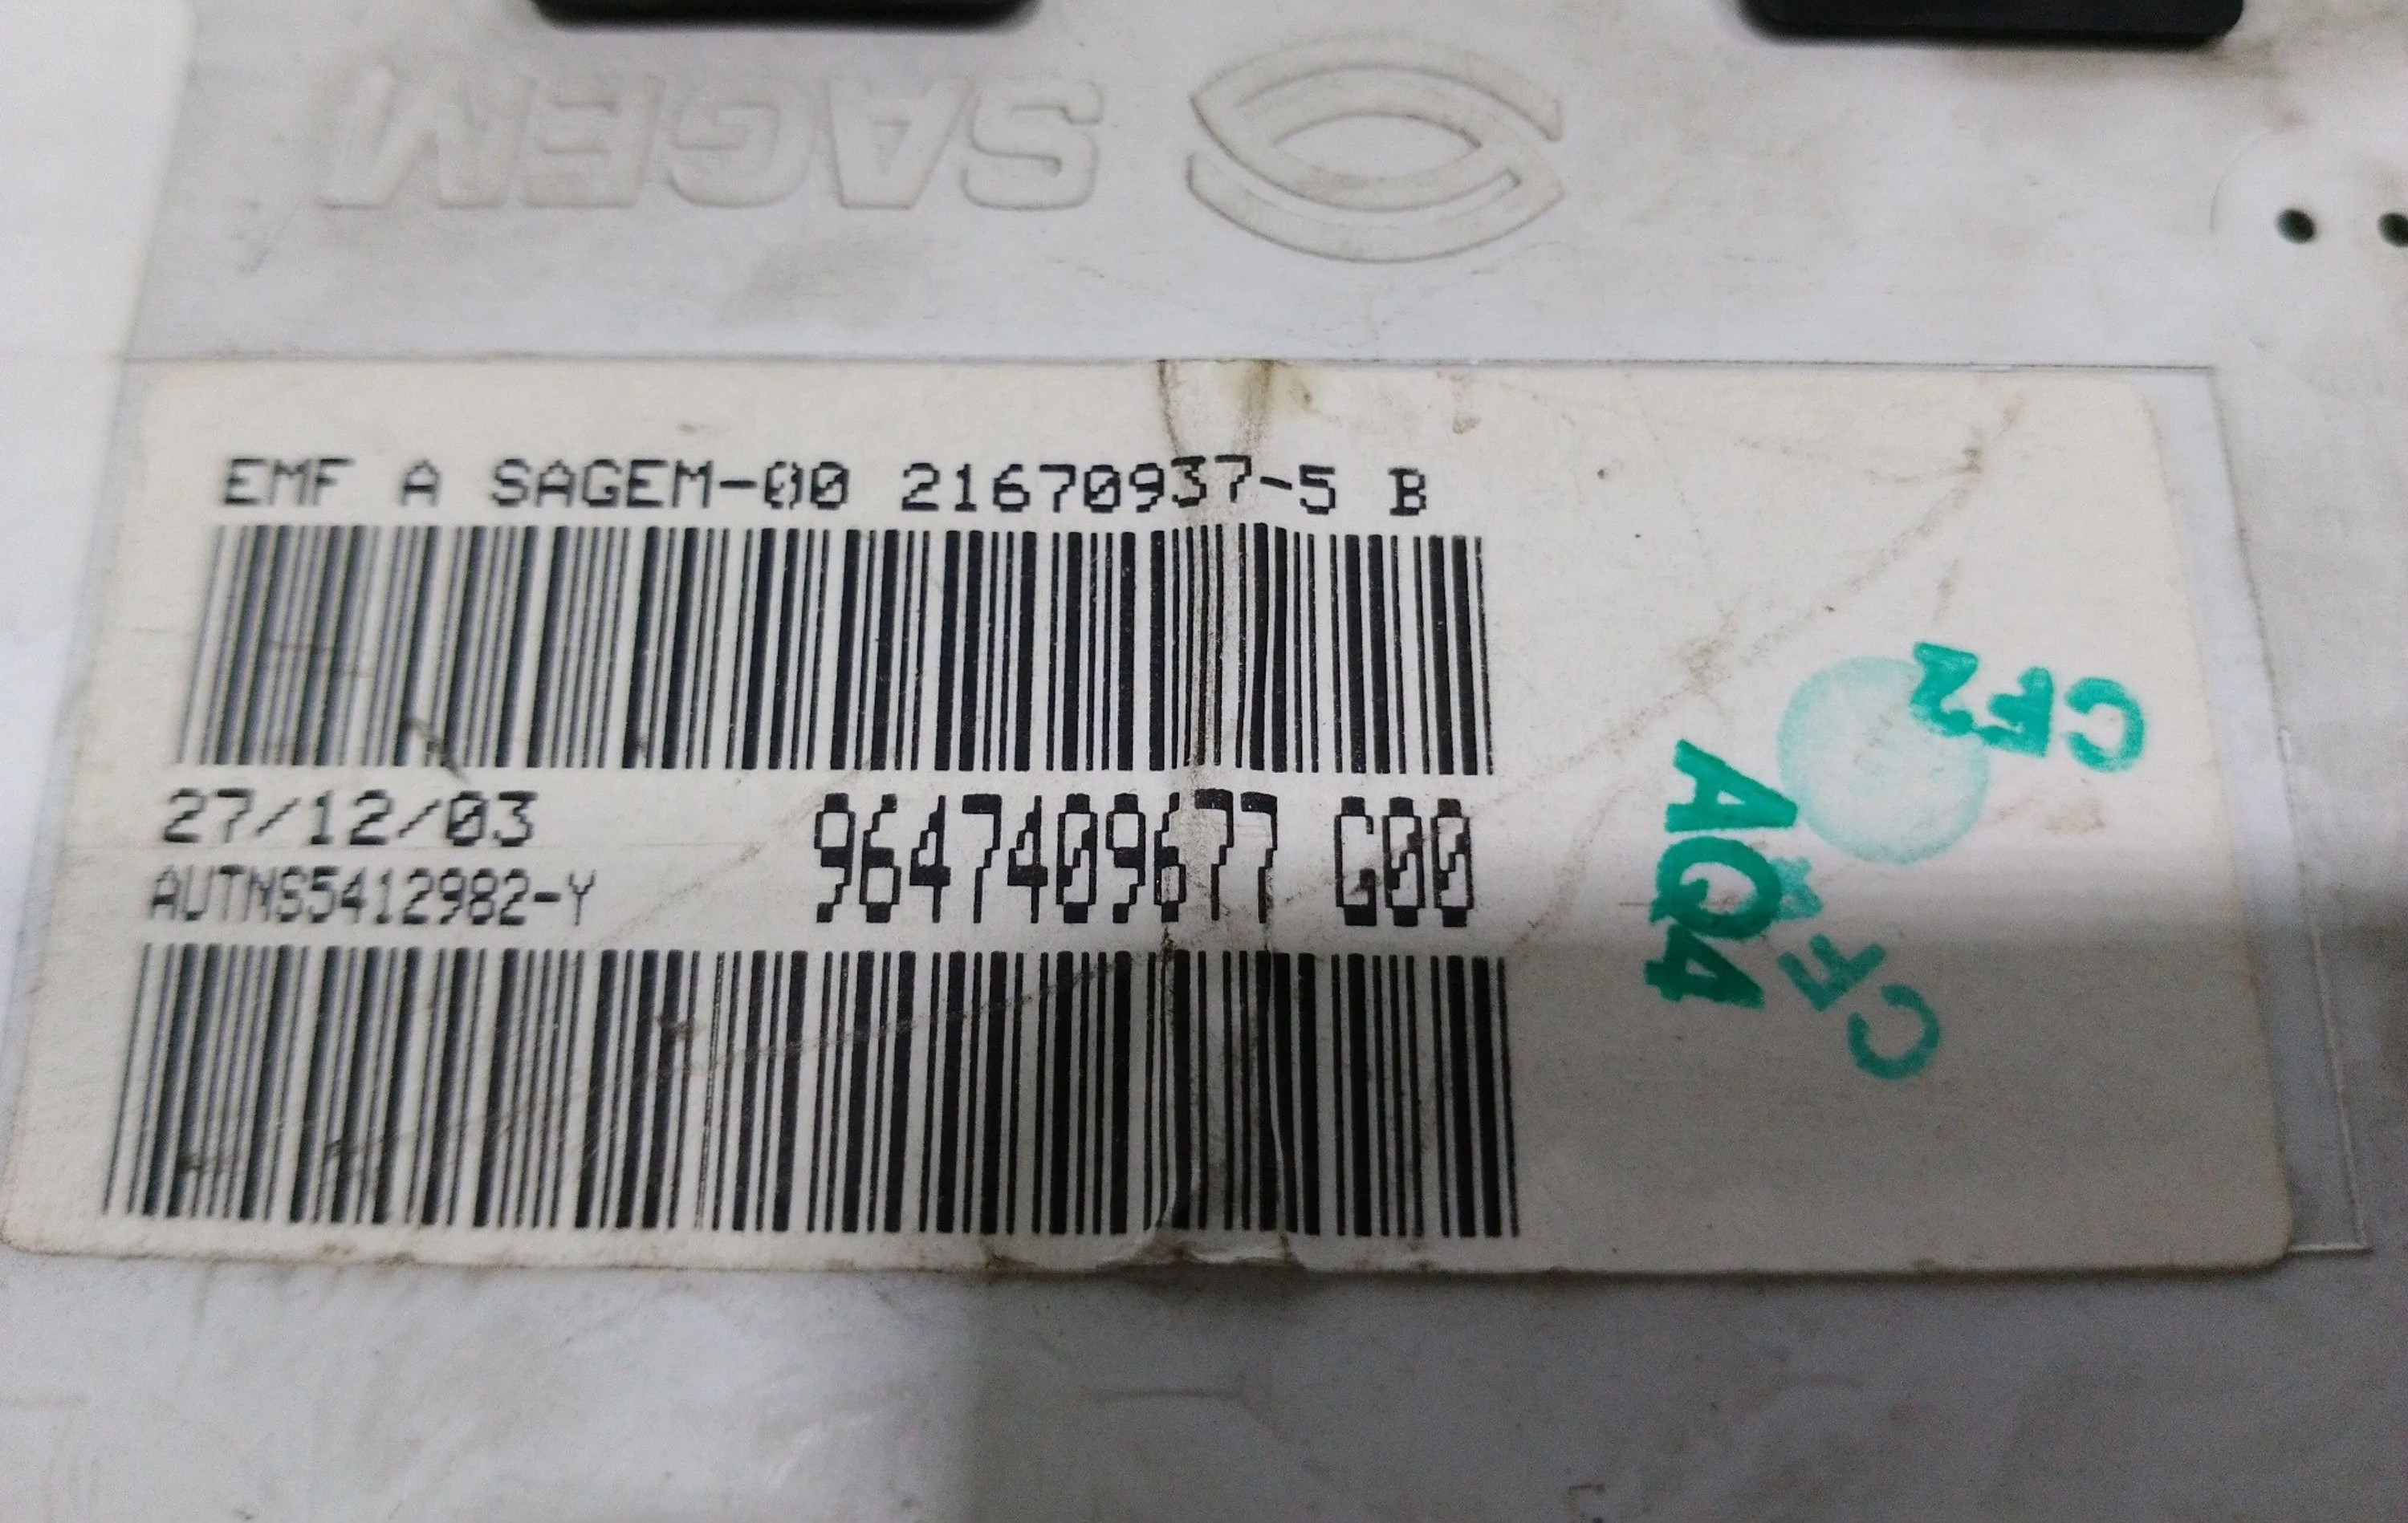 SAGEM
EMF A SAGEM-00 21670937-5 B
27/12/03
9647409677 G00
AUTNS5412982-Y
CF2
AQ4
CF